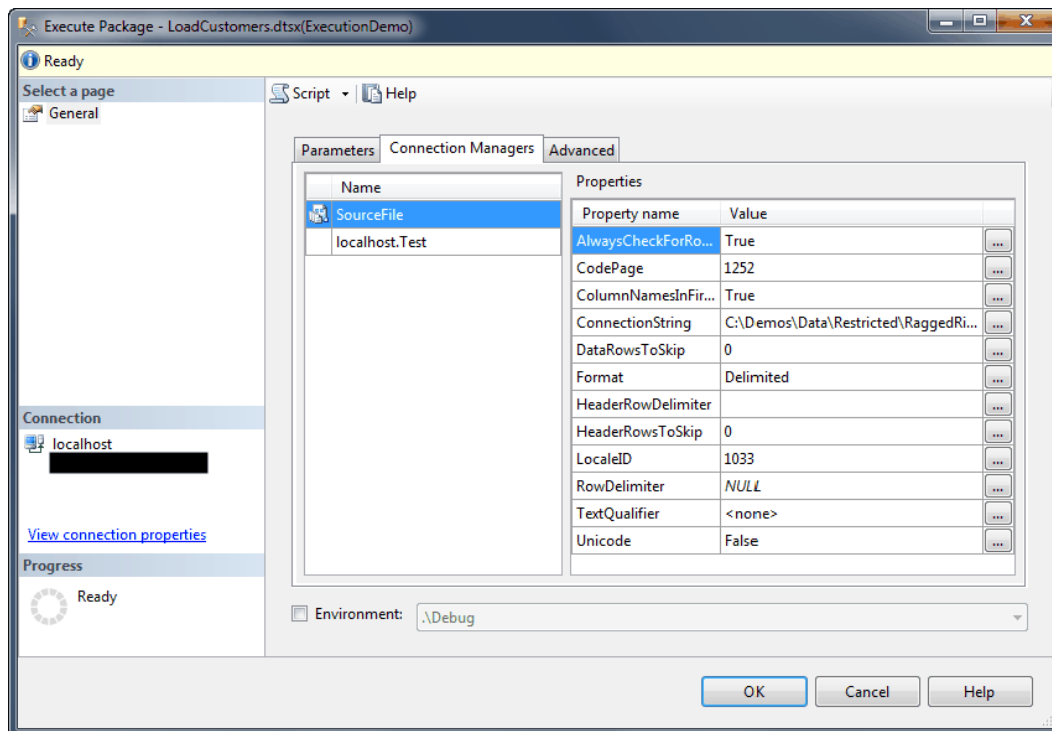 Execute Package - LoadCustomers.dtsx(ExecutionDemo)
Ready
Select a page
General
Script
Help
Parameters
Connection Managers
Advanced
Name
SourceFile
localhost.Test
Properties
Property name Value
AlwaysCheckForRo... True ...
CodePage 1252 ...
ColumnNamesInFir... True ...
ConnectionString C:\Demos\Data\Restricted\RaggedRi... ...
DataRowsToSkip 0 ...
Format Delimited ...
HeaderRowDelimiter ...
HeaderRowsToSkip 0 ...
LocaleID 1033 ...
RowDelimiter NULL ...
TextQualifier <none> ...
Unicode False ...
Connection
localhost
View connection properties
Progress
Ready
Environment: .\Debug
OK Cancel Help